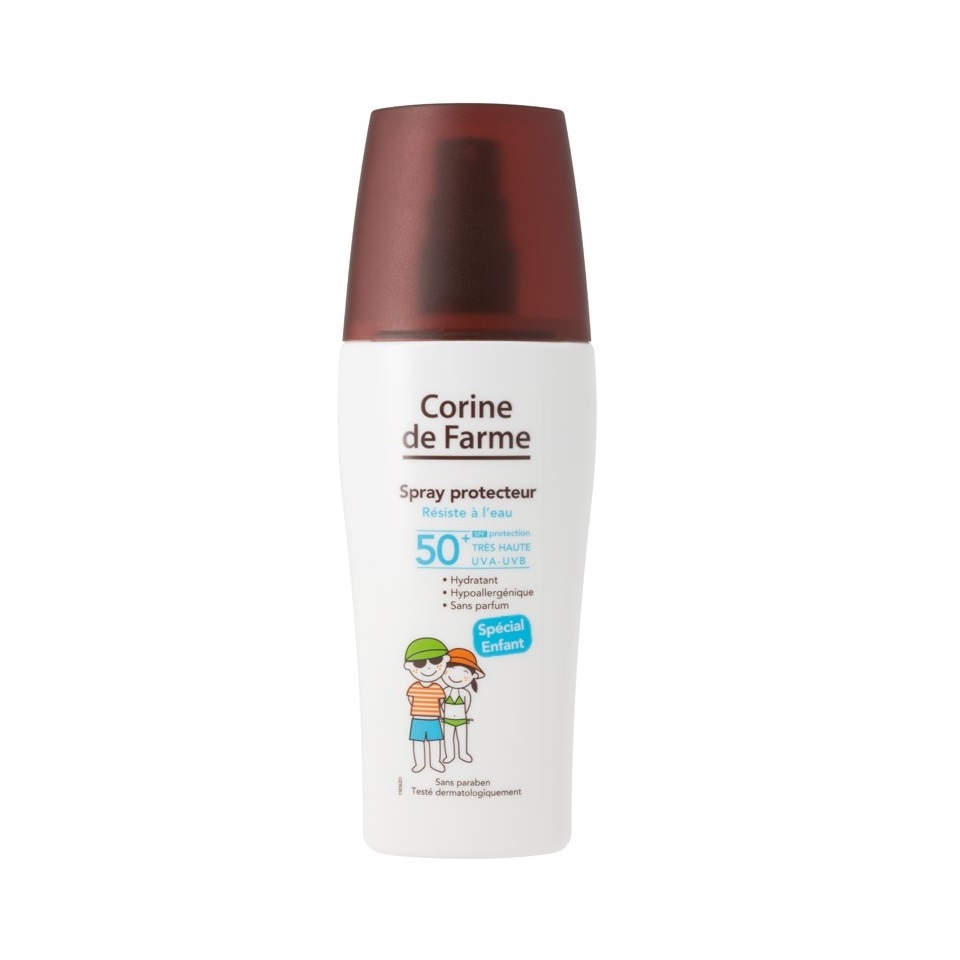 Corine
de Farme
Spray protecteur
Résiste à l'eau
50+ SPF protection
TRÈS HAUTE
UVA-UVB
• Hydratant
• Hypoallergénique
• Sans parfum
Spécial
Enfant
Sans paraben
Testé dermatologiquement